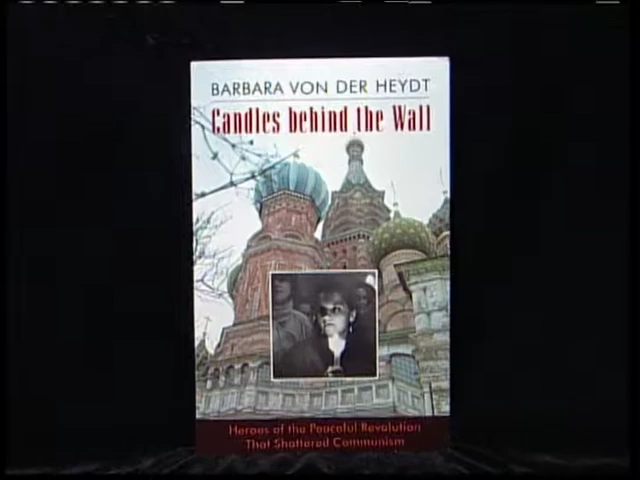 BARBARA VON DER HEYDT
Candles behind the Wall
Heroes of the Peaceful Revolution
That Shattered Communism